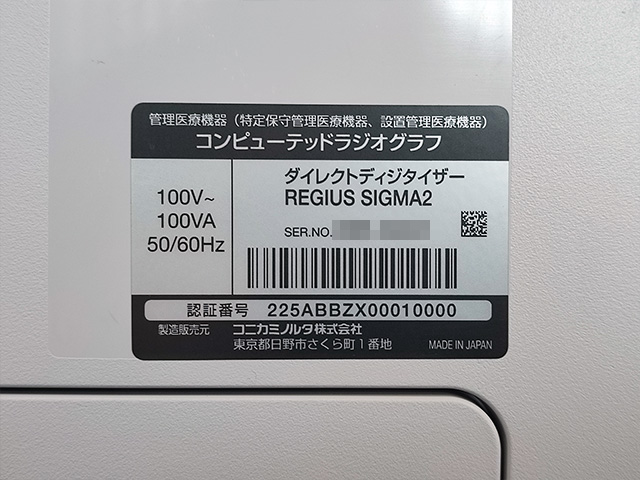 管理医療機器(特定保守管理医療機器、設置管理医療機器)
コンピューテッドラジオグラフ
100V~
100VA
50/60Hz
ダイレクトディジタイザー
REGIUS SIGMA2
SER.NO.
認証番号 225ABBZX00010000
製造販売元 コニカミノルタ株式会社
東京都日野市さくら町1番地
MADE IN JAPAN